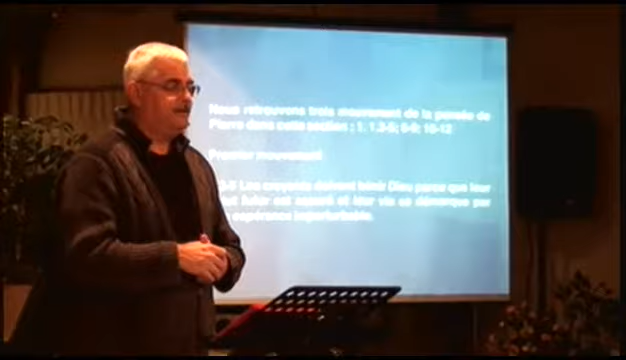 Nous retrouvons trois mouvement de la pensée de
Pierre dans cette section : 1. 1.3-5; 6-9; 10-12
Premier mouvement
Les croyants doivent bénir Dieu parce que leur
futur est assuré et leur vie se démarque par
espérance imperturbable.